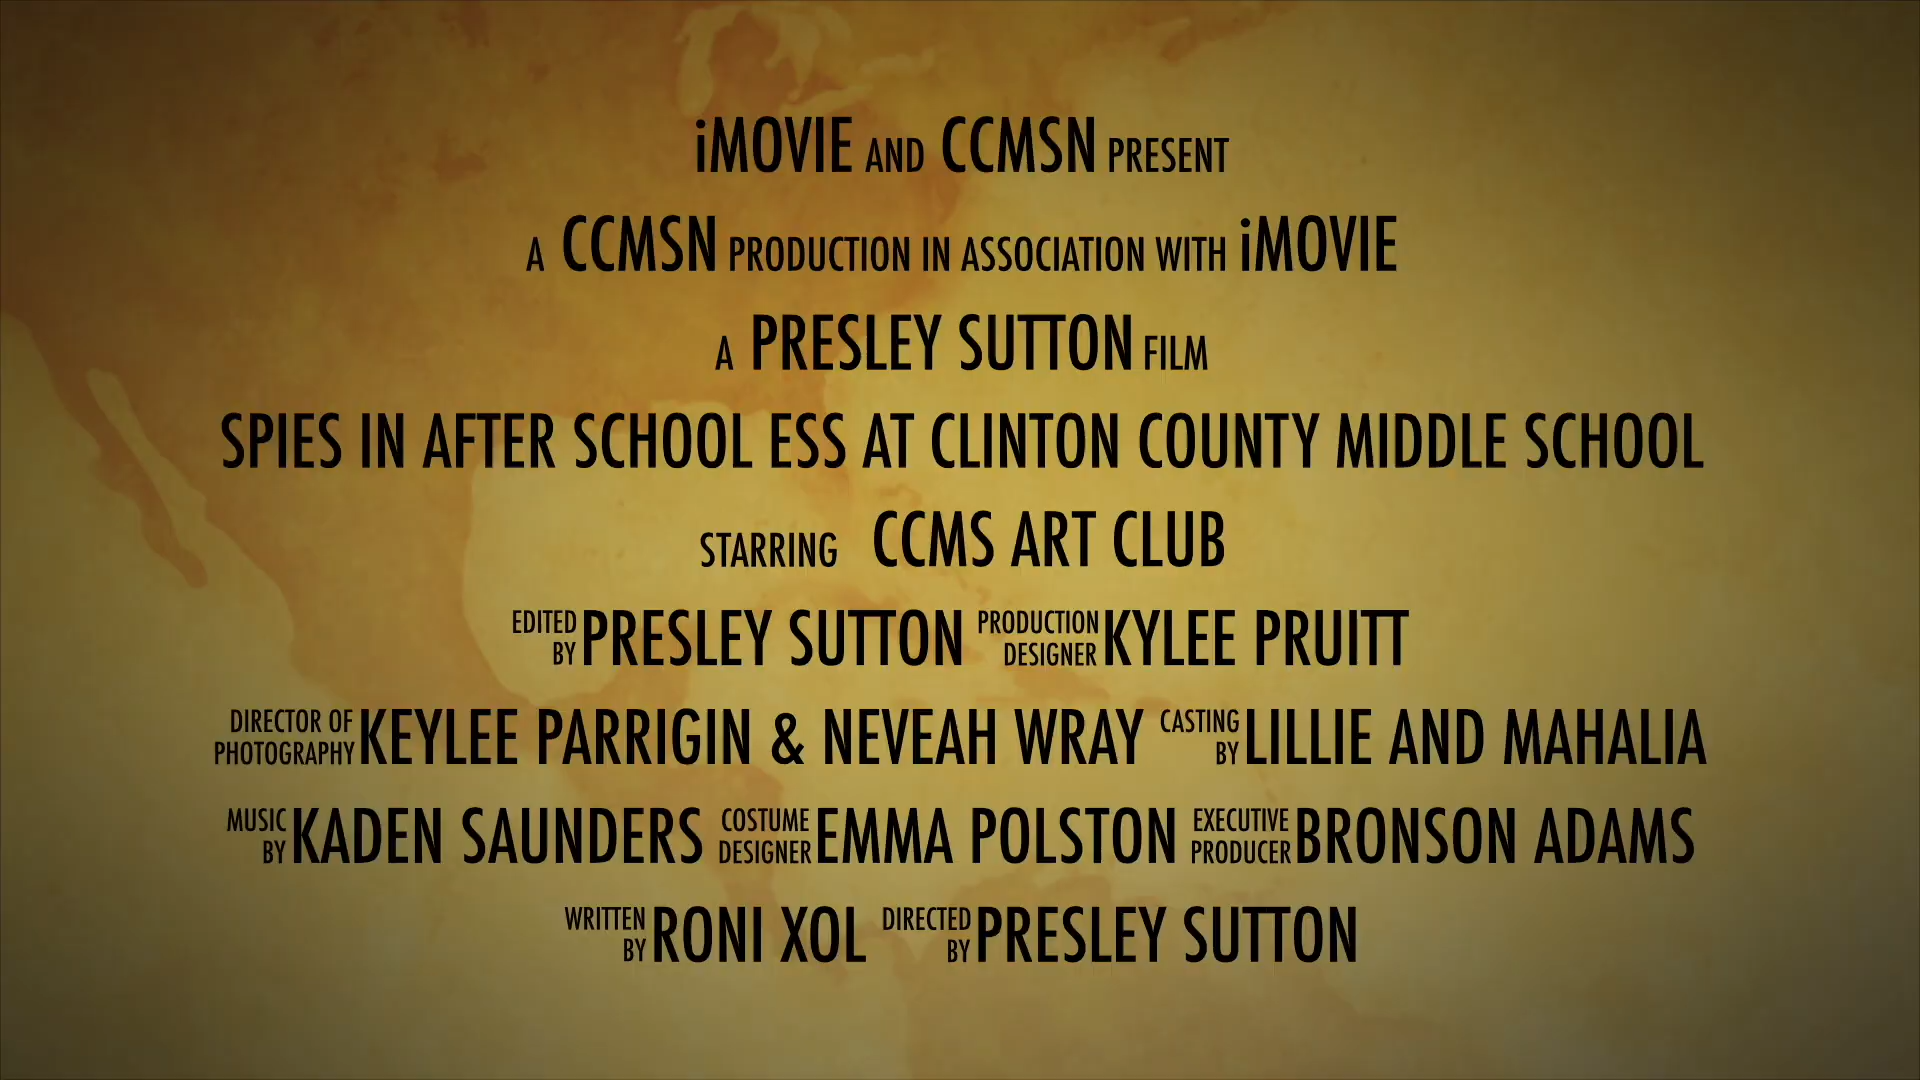 iMOVIE AND CCMSN PRESENT
A CCMSN PRODUCTION IN ASSOCIATION WITH iMOVIE
A PRESLEY SUTTON FILM
SPIES IN AFTER SCHOOL ESS AT CLINTON COUNTY MIDDLE SCHOOL
STARRING CCMS ART CLUB
EDITED BY PRESLEY SUTTON PRODUCTION DESIGNER KYLEE PRUITT
DIRECTOR OF PHOTOGRAPHY KEYLEE PARRIGIN & NEVEAH WRAY CASTING BY LILLIE AND MAHALIA
MUSIC BY KADEN SAUNDERS COSTUME DESIGNER EMMA POLSTON EXECUTIVE PRODUCER BRONSON ADAMS
WRITTEN BY RONI XOL DIRECTED BY PRESLEY SUTTON